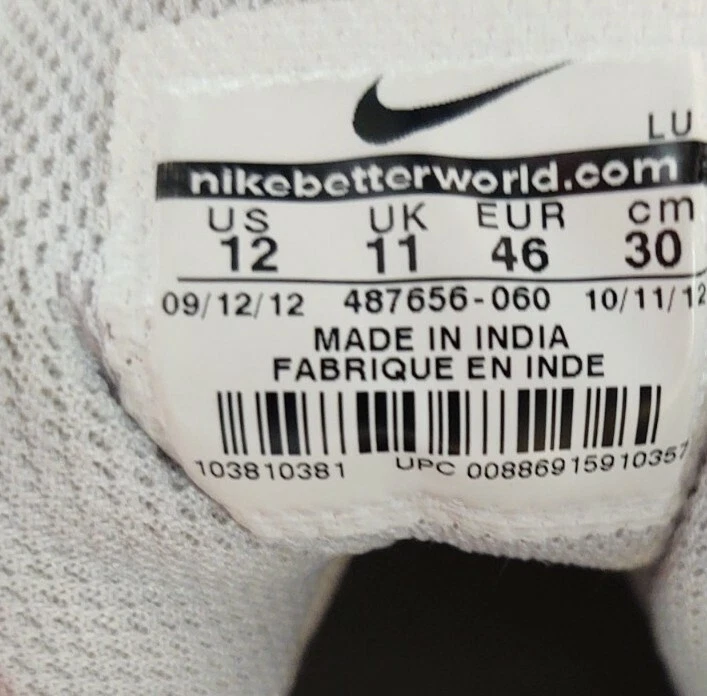 LU
nikebetterworld.com
US UK EUR cm
12 11 46 30
09/12/12 487656-060 10/11/12
MADE IN INDIA
FABRIQUE EN INDE
103810381 UPC 00886915910357